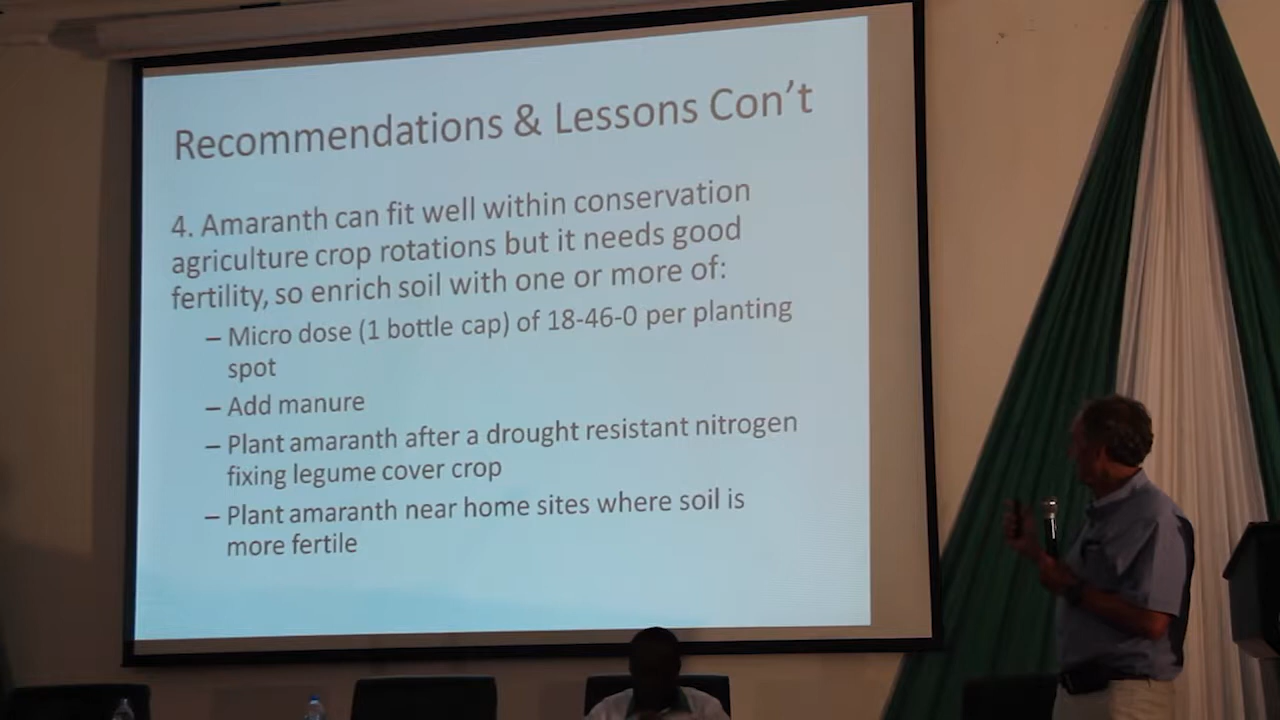 Recommendations & Lessons Con't
4. Amaranth can fit well within conservation
agriculture crop rotations but it needs good
fertility, so enrich soil with one or more of:
– Micro dose (1 bottle cap) of 18-46-0 per planting
spot
– Add manure
– Plant amaranth after a drought resistant nitrogen
fixing legume cover crop
– Plant amaranth near home sites where soil is
more fertile